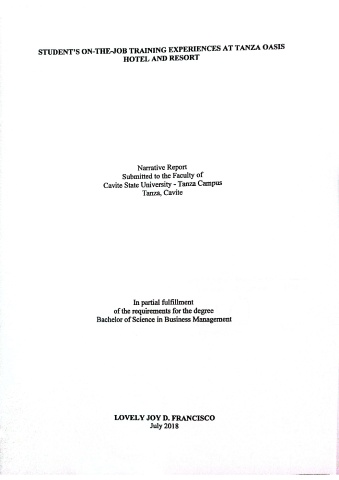 STUDENT'S ON-THE-JOB TRAINING EXPERIENCES AT TANZA OASIS
HOTEL AND RESORT
Narrative Report
Submitted to the Faculty of
Cavite State University - Tanza Campus
Tanza, Cavite
In partial fulfillment
of the requirements for the degree
Bachelor of Science in Business Management
LOVELY JOY D. FRANCISCO
July 2018